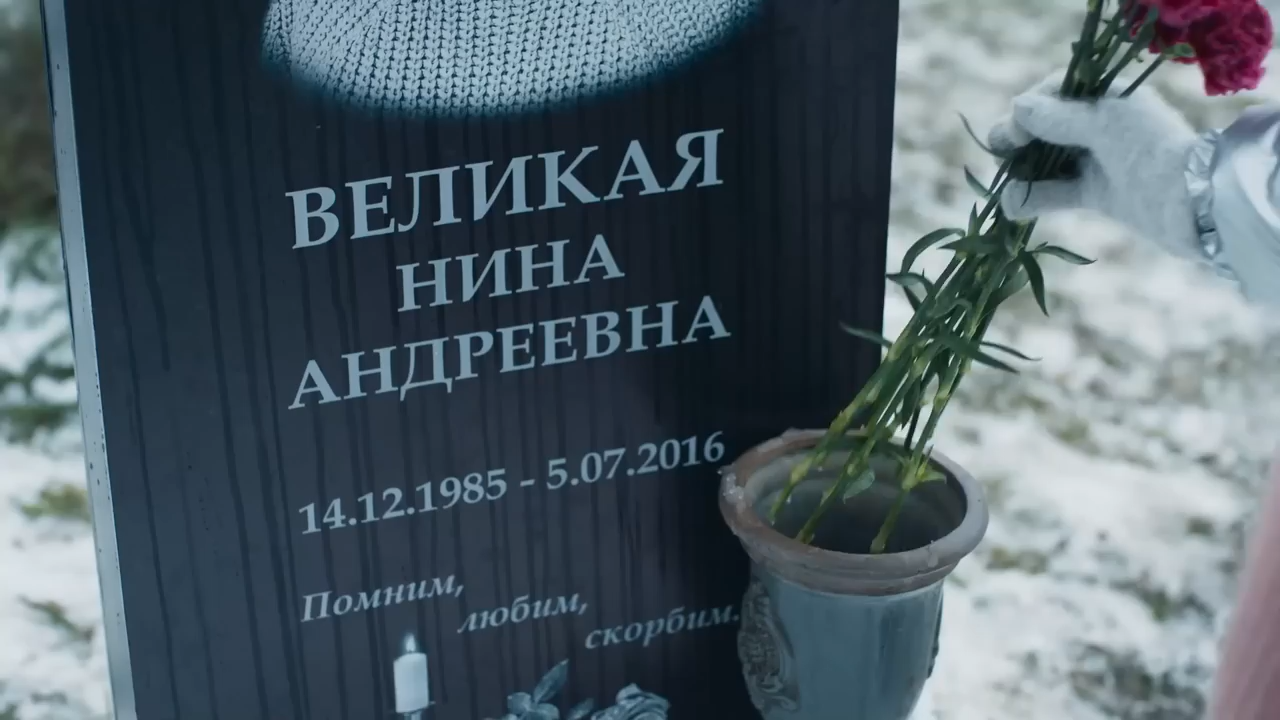 ВЕЛИКАЯ
НИНА
АНДРЕЕВНА
14.12.1985 - 5.07.2016
Помним,
любим,
скорбим.